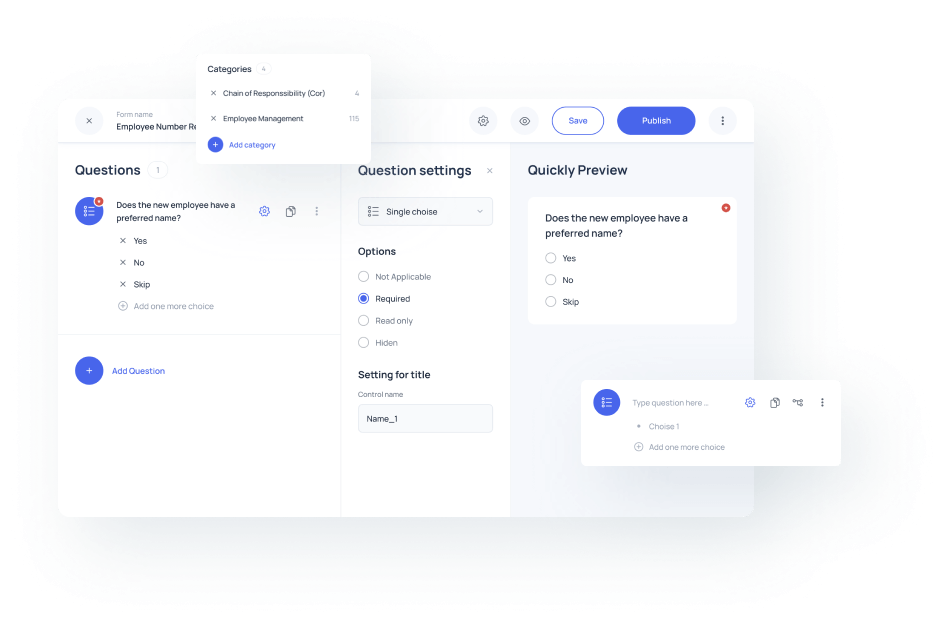 Categories 4
Chain of Responssibility (Cor) 4
Employee Management 115
Add category
Form name
Employee Number Re
Save
Publish
Questions 1
Does the new employee have a
preferred name?
Yes
No
Skip
Add one more choice
Add Question
Question settings
Single choise
Options
Not Applicable
Required
Read only
Hiden
Setting for title
Control name
Name_1
Quickly Preview
Does the new employee have a
preferred name?
Yes
No
Skip
Type question here ...
Choise 1
Add one more choice